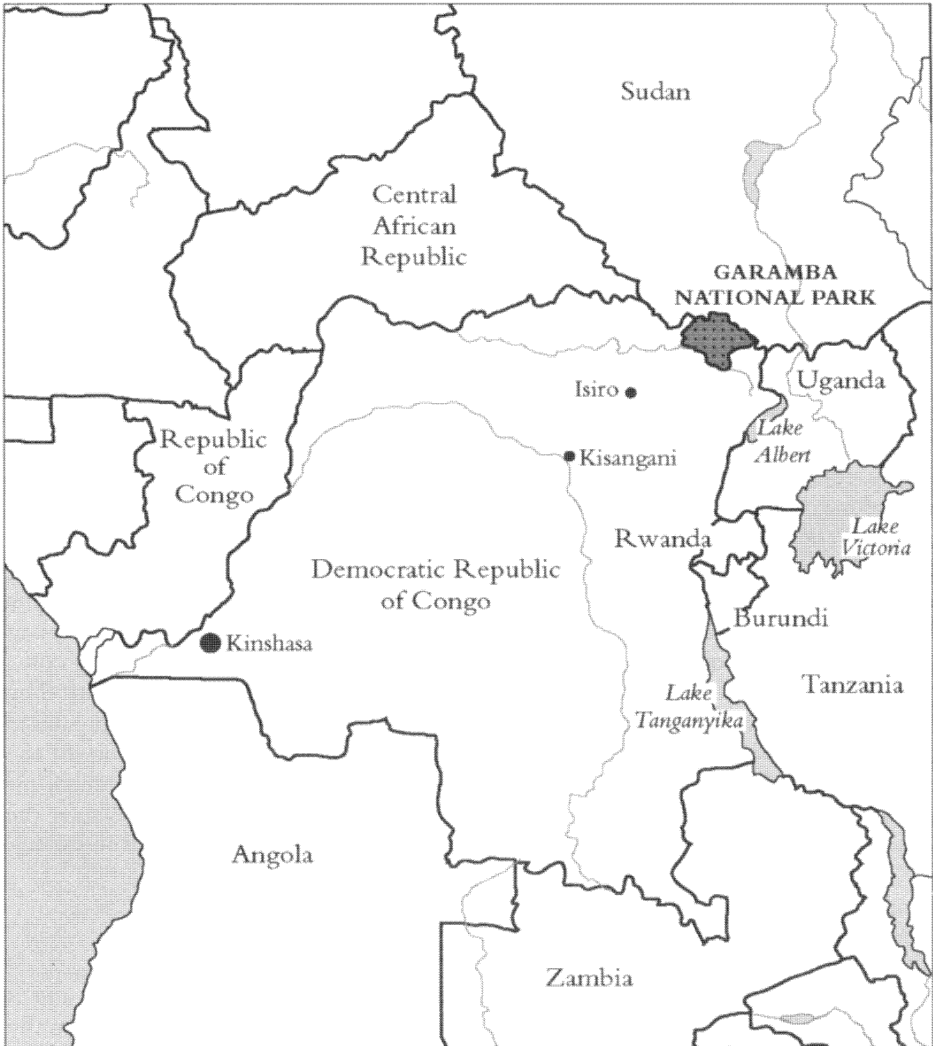 Sudan
Central
African
Republic
GARAMBA
NATIONAL PARK
Uganda
Isiro
Lake
Albert
Republic
of
Congo
Kisangani
Lake
Victoria
Rwanda
Democratic Republic
of Congo
Burundi
Kinshasa
Tanzania
Lake
Tanganyika
Angola
Zambia